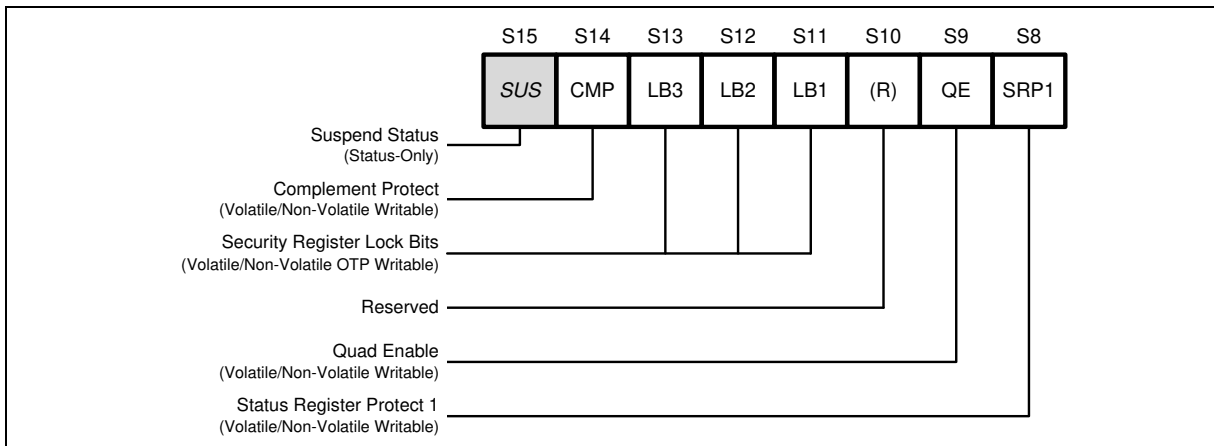 S15 S14 S13 S12 S11 S10 S9 S8
SUS CMP LB3 LB2 LB1 (R) QE SRP1
Suspend Status
(Status-Only)
Complement Protect
(Volatile/Non-Volatile Writable)
Security Register Lock Bits
(Volatile/Non-Volatile OTP Writable)
Reserved
Quad Enable
(Volatile/Non-Volatile Writable)
Status Register Protect 1
(Volatile/Non-Volatile Writable)